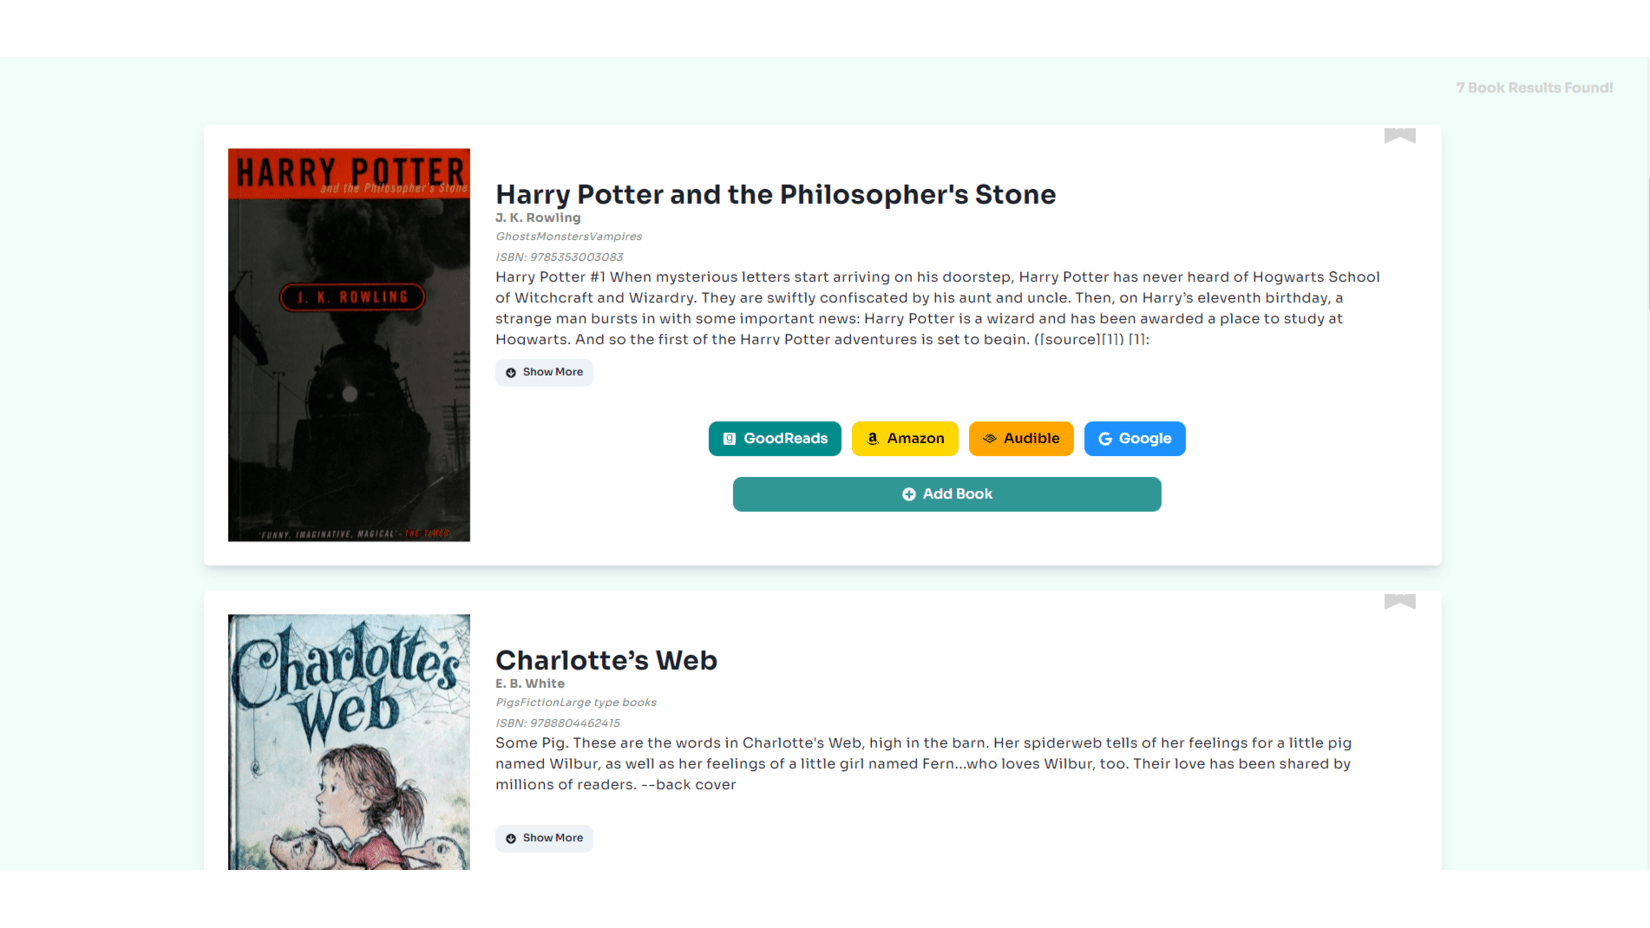 7 Book Results Found!
HARRY POTTER
and the Philosopher's Stone
J. K. ROWLING
'FUNNY, IMAGINATIVE, MAGICAL' - THE TIMES
Harry Potter and the Philosopher's Stone
J. K. Rowling
GhostsMonstersVampires
ISBN: 9785353003083
Harry Potter #1 When mysterious letters start arriving on his doorstep, Harry Potter has never heard of Hogwarts School
of Witchcraft and Wizardry. They are swiftly confiscated by his aunt and uncle. Then, on Harry’s eleventh birthday, a
strange man bursts in with some important news: Harry Potter is a wizard and has been awarded a place to study at
Hogwarts. And so the first of the Harry Potter adventures is set to begin. ([source][1]) [1]:
Show More
GoodReads Amazon Audible Google
Add Book
Charlotte's Web
Charlotte’s Web
E. B. White
PigsFictionLarge type books
ISBN: 9788804462415
Some Pig. These are the words in Charlotte's Web, high in the barn. Her spiderweb tells of her feelings for a little pig
named Wilbur, as well as her feelings of a little girl named Fern...who loves Wilbur, too. Their love has been shared by
millions of readers. --back cover
Show More